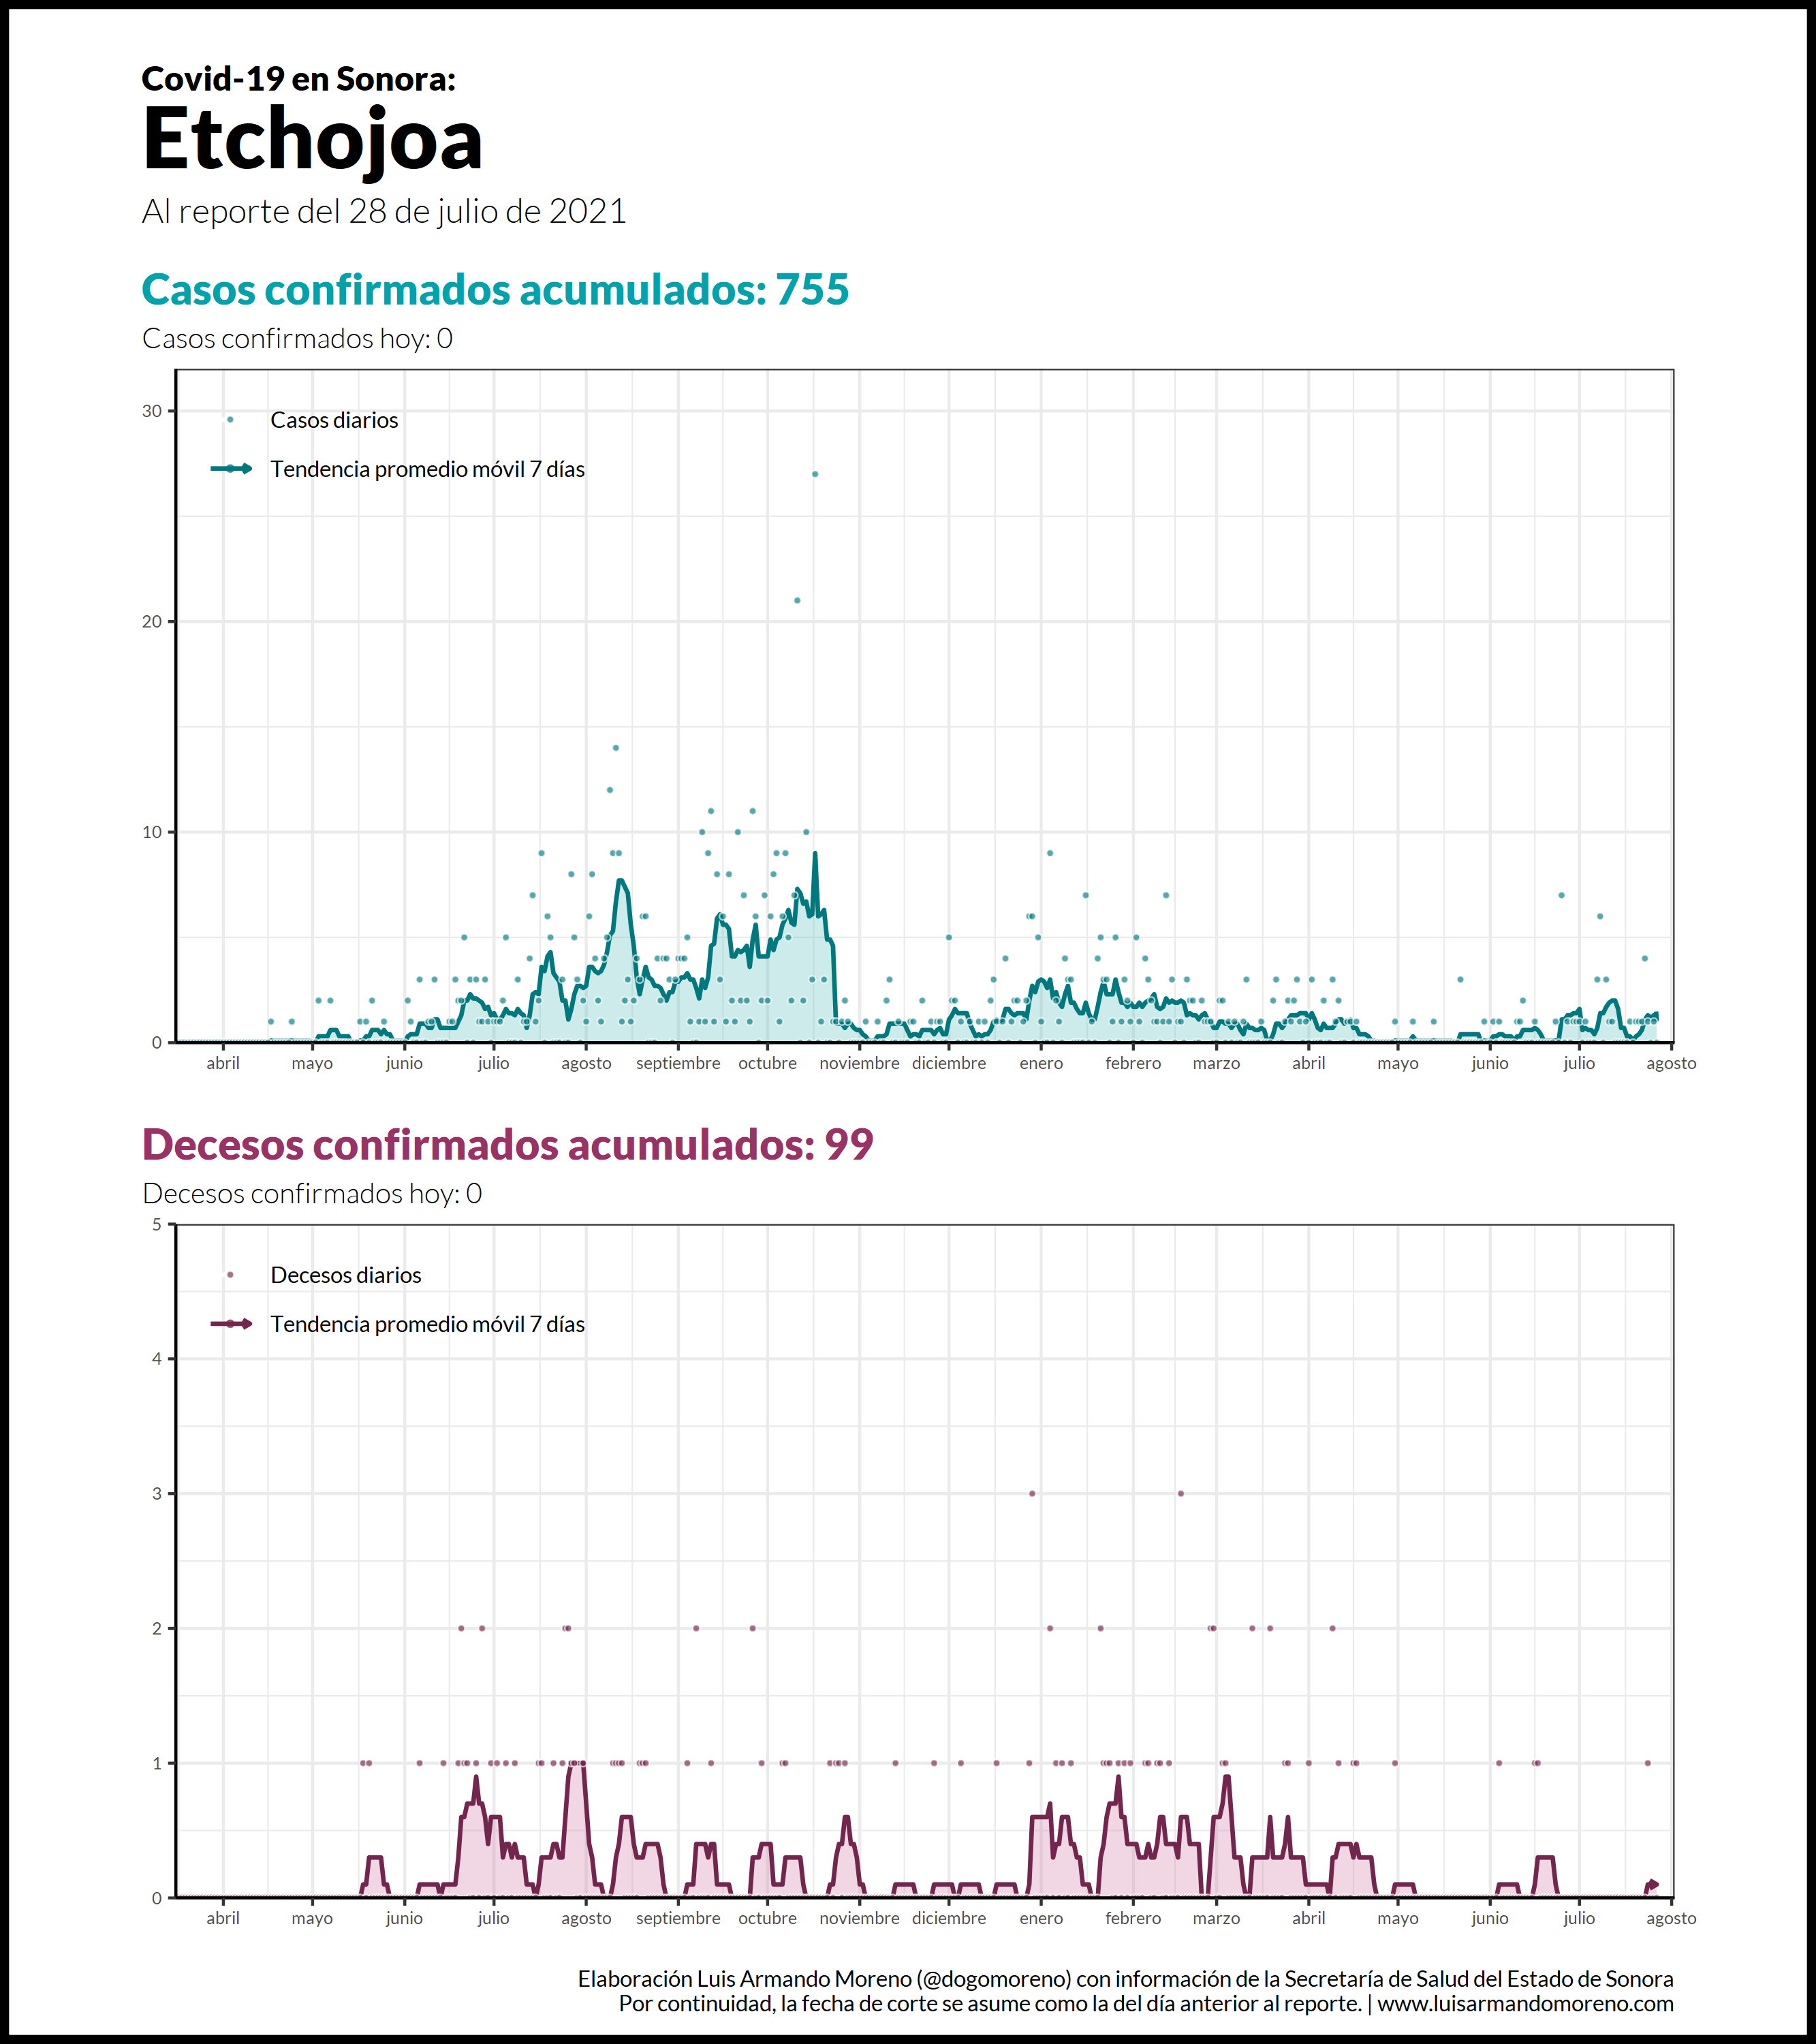 Covid-19 en Sonora:
Etchojoa
Al reporte del 28 de julio de 2021
Casos confirmados acumulados: 755
Casos confirmados hoy: 0
30
20
10
0
Casos diarios
Tendencia promedio móvil 7 días
abril mayo junio julio agosto septiembre octubre noviembre diciembre enero febrero marzo abril mayo junio julio agosto
Decesos confirmados acumulados: 99
Decesos confirmados hoy: 0
5
4
3
2
1
0
Decesos diarios
Tendencia promedio móvil 7 días
abril mayo junio julio agosto septiembre octubre noviembre diciembre enero febrero marzo abril mayo junio julio agosto
Elaboración Luis Armando Moreno (@dogomoreno) con información de la Secretaría de Salud del Estado de Sonora
Por continuidad, la fecha de corte se asume como la del día anterior al reporte. | www.luisarmandomoreno.com